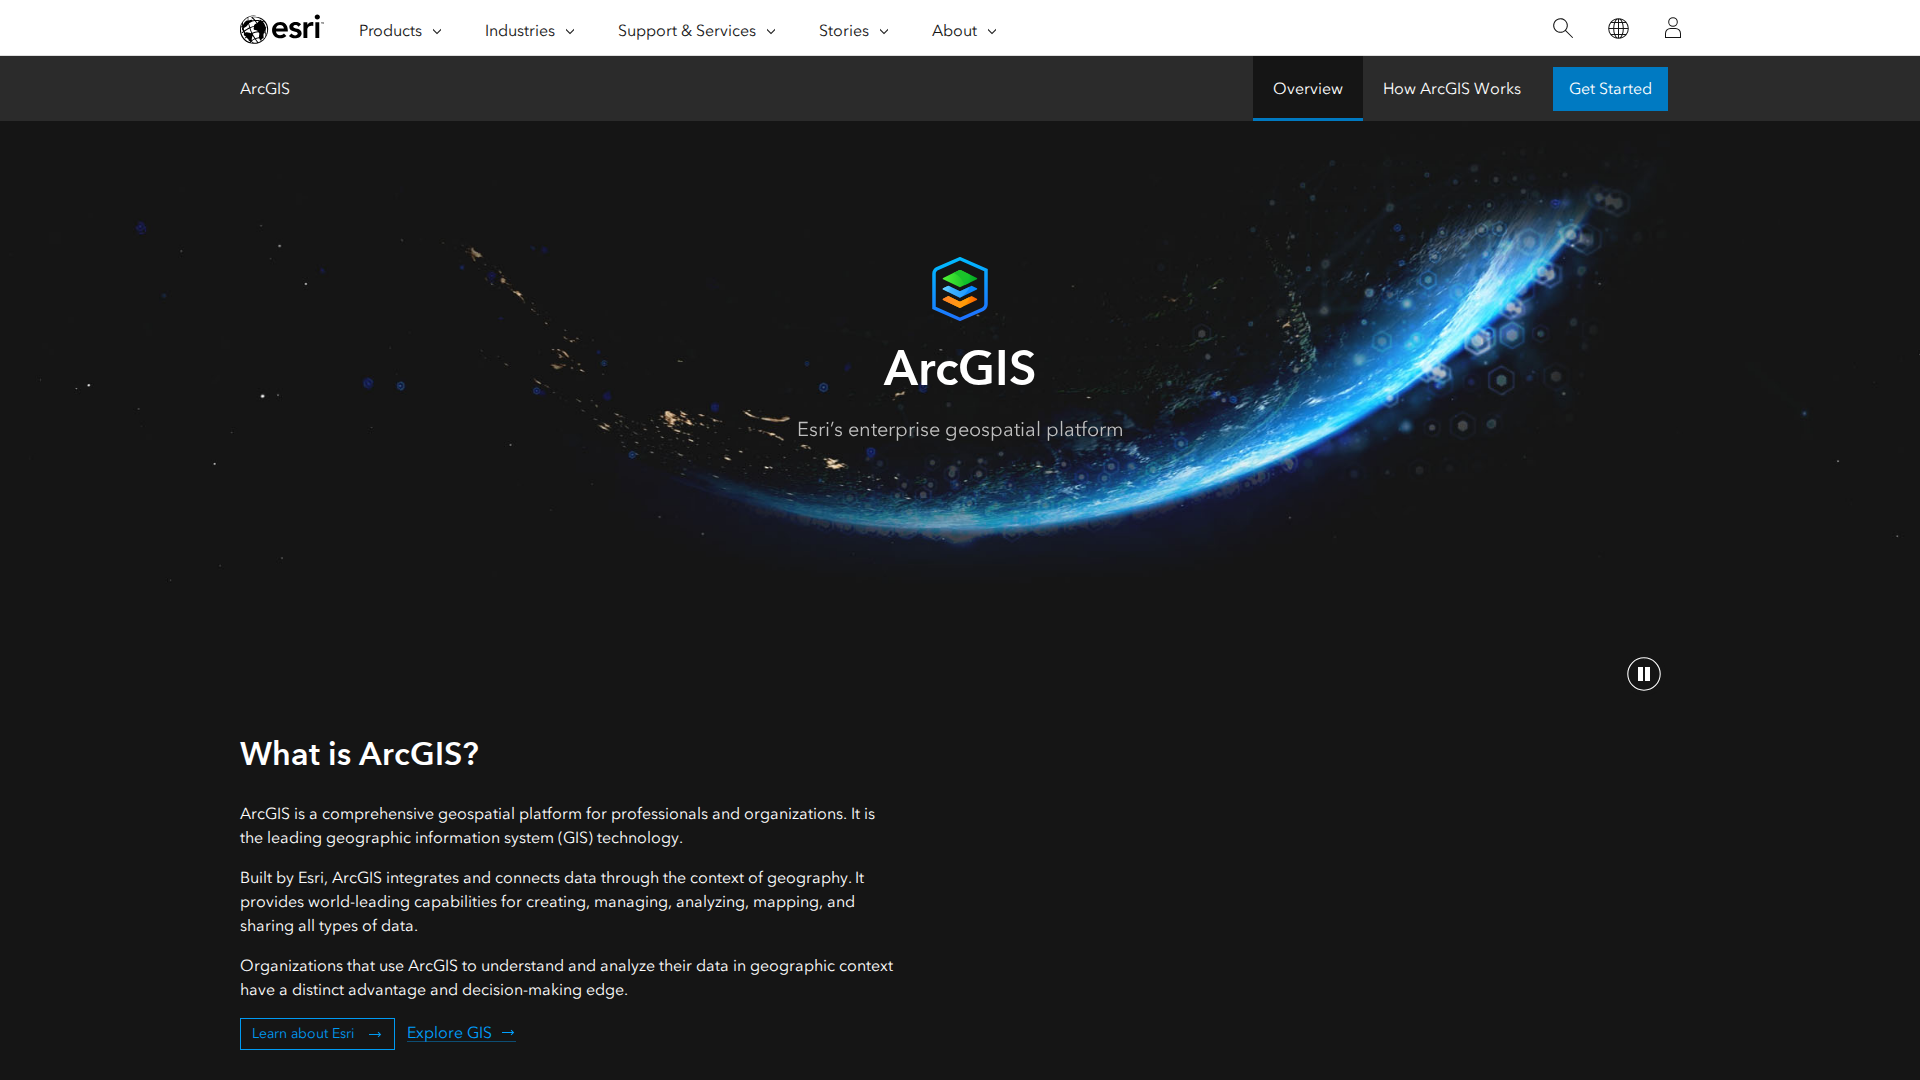 esri
Products
Industries
Support & Services
Stories
About
ArcGIS
Overview
How ArcGIS Works
Get Started
ArcGIS
Esri’s enterprise geospatial platform
What is ArcGIS?
ArcGIS is a comprehensive geospatial platform for professionals and organizations. It is
the leading geographic information system (GIS) technology.
Built by Esri, ArcGIS integrates and connects data through the context of geography. It
provides world-leading capabilities for creating, managing, analyzing, mapping, and
sharing all types of data.
Organizations that use ArcGIS to understand and analyze their data in geographic context
have a distinct advantage and decision-making edge.
Learn about Esri →
Explore GIS →